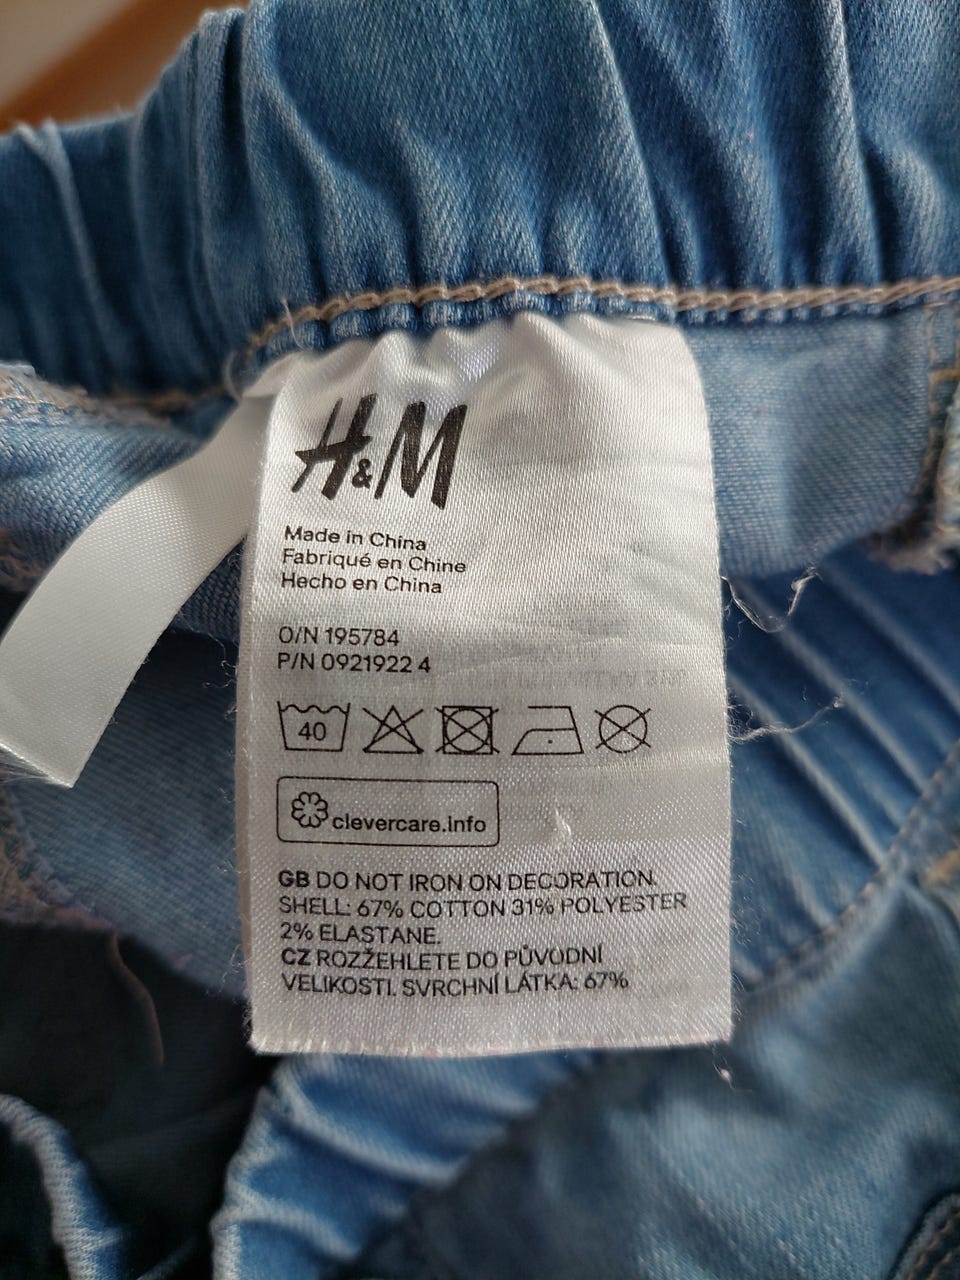 H&M
Made in China
Fabriqué en Chine
Hecho en China
O/N 195784
P/N 0921922 4
40
clevercare.info
GB DO NOT IRON ON DECORATION.
SHELL: 67% COTTON 31% POLYESTER
2% ELASTANE.
CZ ROZŽEHLETE DO PŮVODNÍ
VELIKOSTI. SVRCHNÍ LÁTKA: 67%